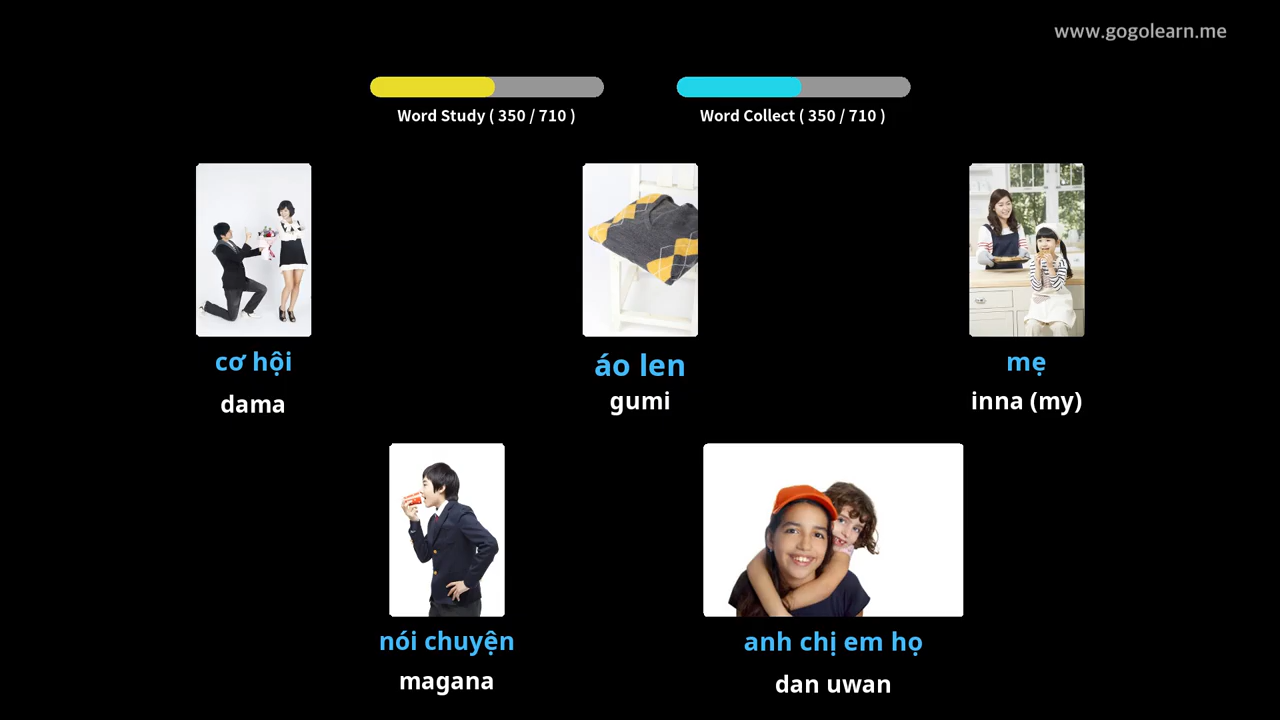 www.gogolearn.me
Word Study ( 350 / 710 )
Word Collect ( 350 / 710 )
cơ hội
dama
áo len
gumi
mẹ
inna (my)
nói chuyện
magana
anh chị em họ
dan uwan